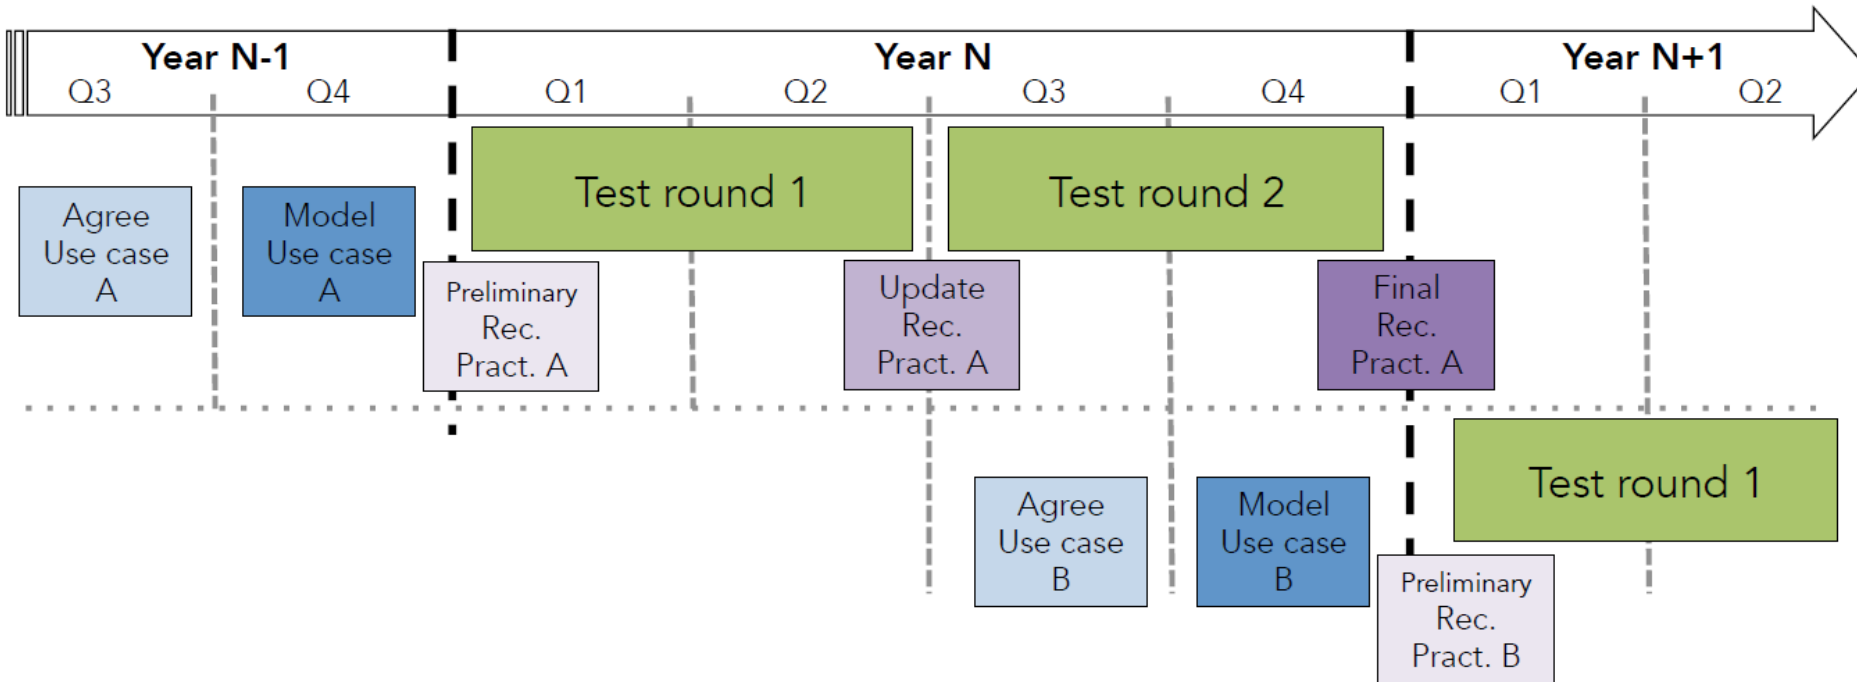 Year N-1
Year N
Year N+1
Q3
Q4
Q1
Q2
Q3
Q4
Q1
Q2
Test round 1
Test round 2
Agree
Use case
A
Model
Use case
A
Preliminary
Rec.
Pract. A
Update
Rec.
Pract. A
Final
Rec.
Pract. A
Test round 1
Agree
Use case
B
Model
Use case
B
Preliminary
Rec.
Pract. B